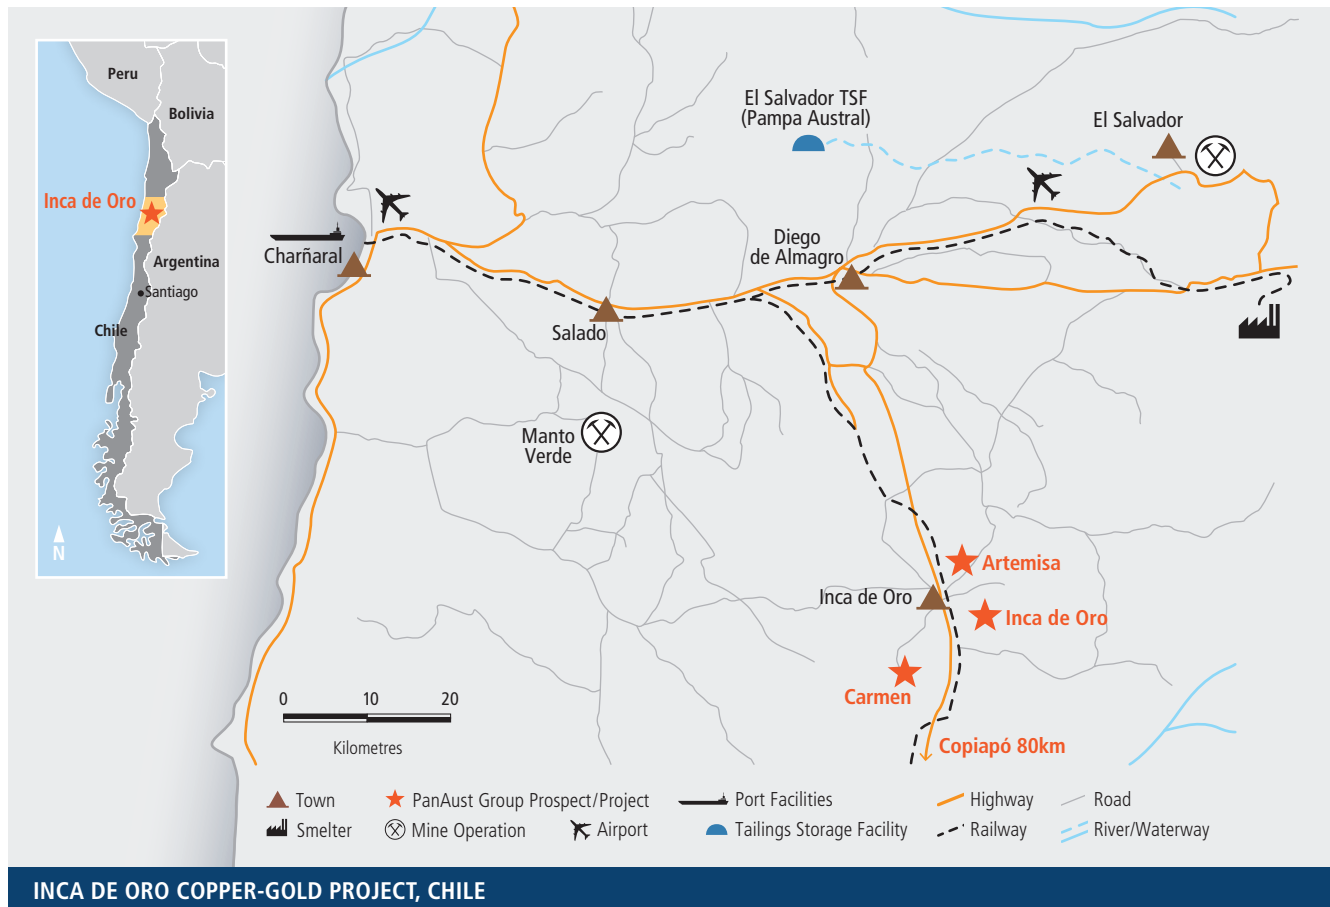 Peru
Bolivia
Inca de Oro
Argentina
Santiago
Chile
N
El Salvador TSF
(Pampa Austral)
El Salvador
Charñaral
Diego
de Almagro
Salado
Manto
Verde
Artemisa
Inca de Oro
Inca de Oro
Carmen
Copiapó 80km
0 10 20
Kilometres
Town
PanAust Group Prospect/Project
Port Facilities
Highway
Road
Smelter
Mine Operation
Airport
Tailings Storage Facility
Railway
River/Waterway
INCA DE ORO COPPER-GOLD PROJECT, CHILE